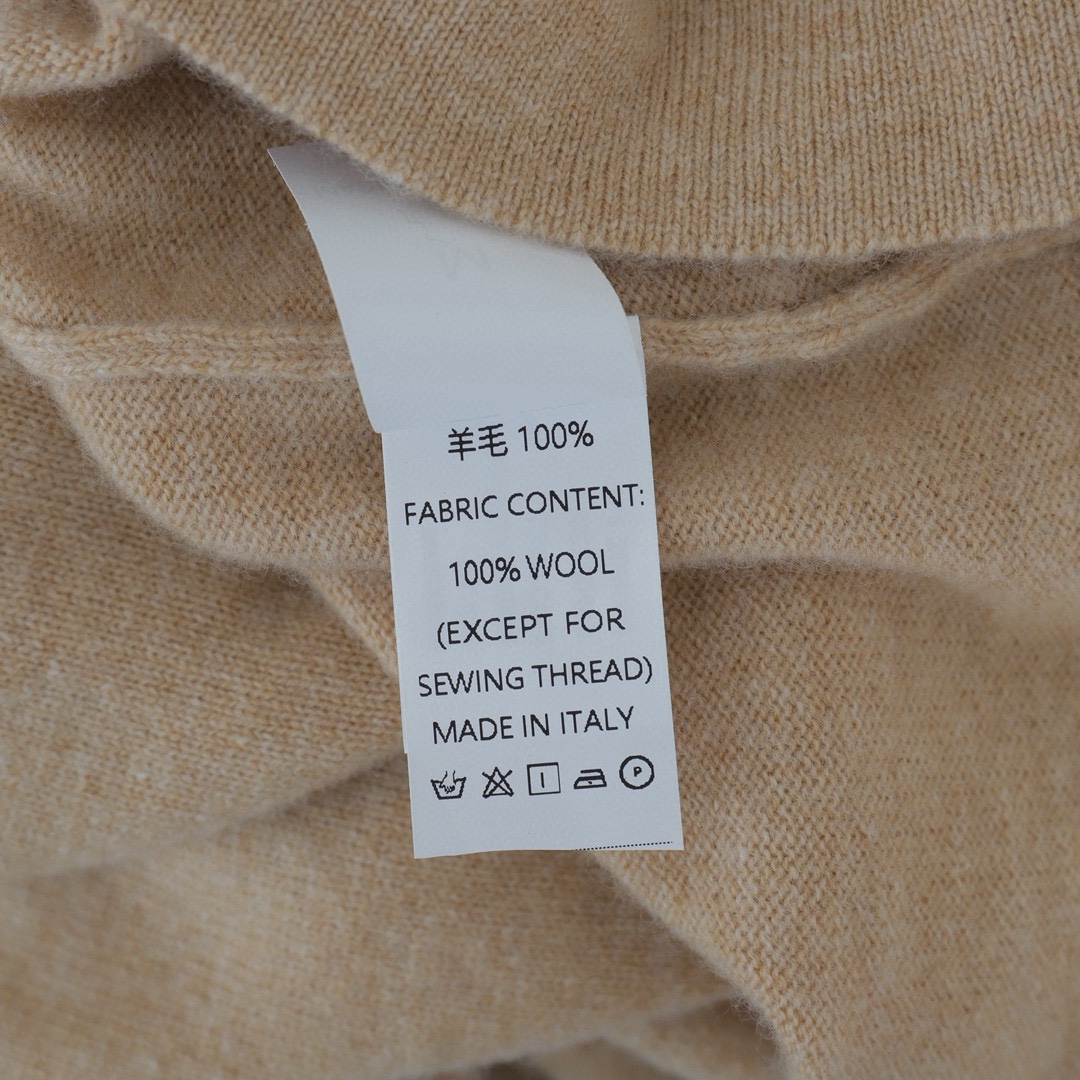 羊毛 100%
FABRIC CONTENT:
100% WOOL
(EXCEPT FOR
SEWING THREAD)
MADE IN ITALY
P